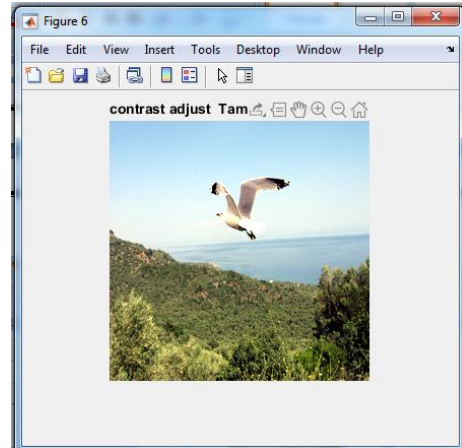 Figure 6
File Edit View Insert Tools Desktop Window Help
contrast adjust Tam